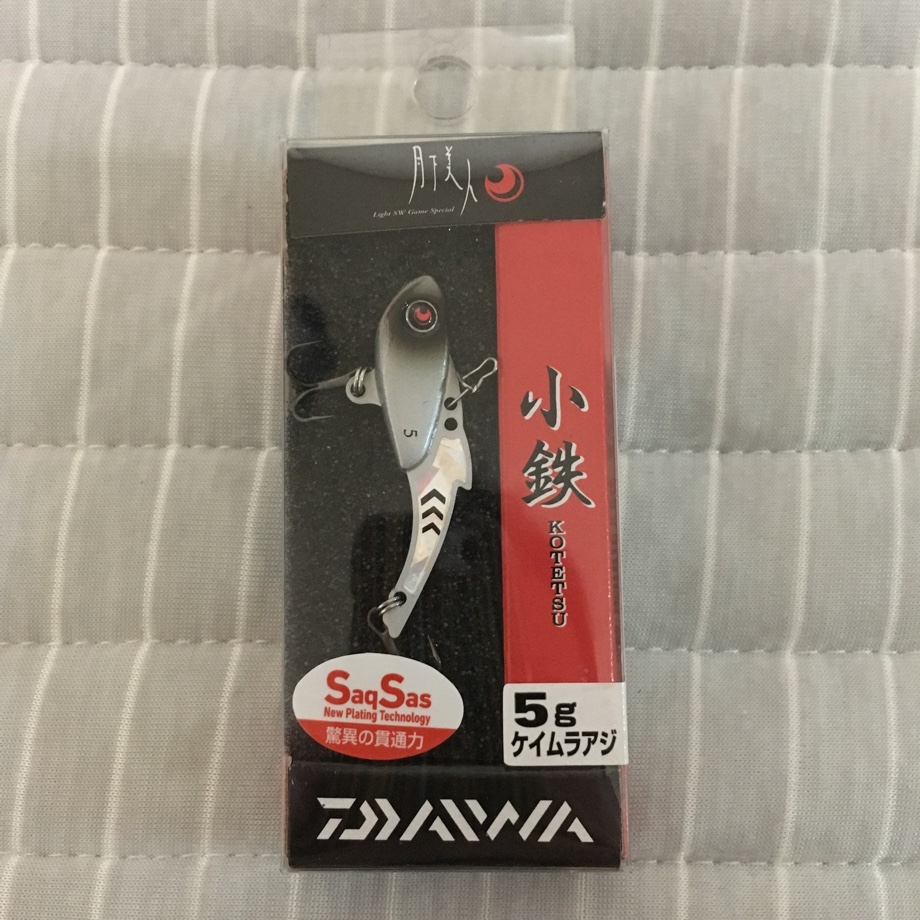 月下美人
Light SW Game Special
5
小鉄
KOTETSU
SaqSas
New Plating Technology
驚異の貫通力
5g
ケイムラアジ
DAIWA